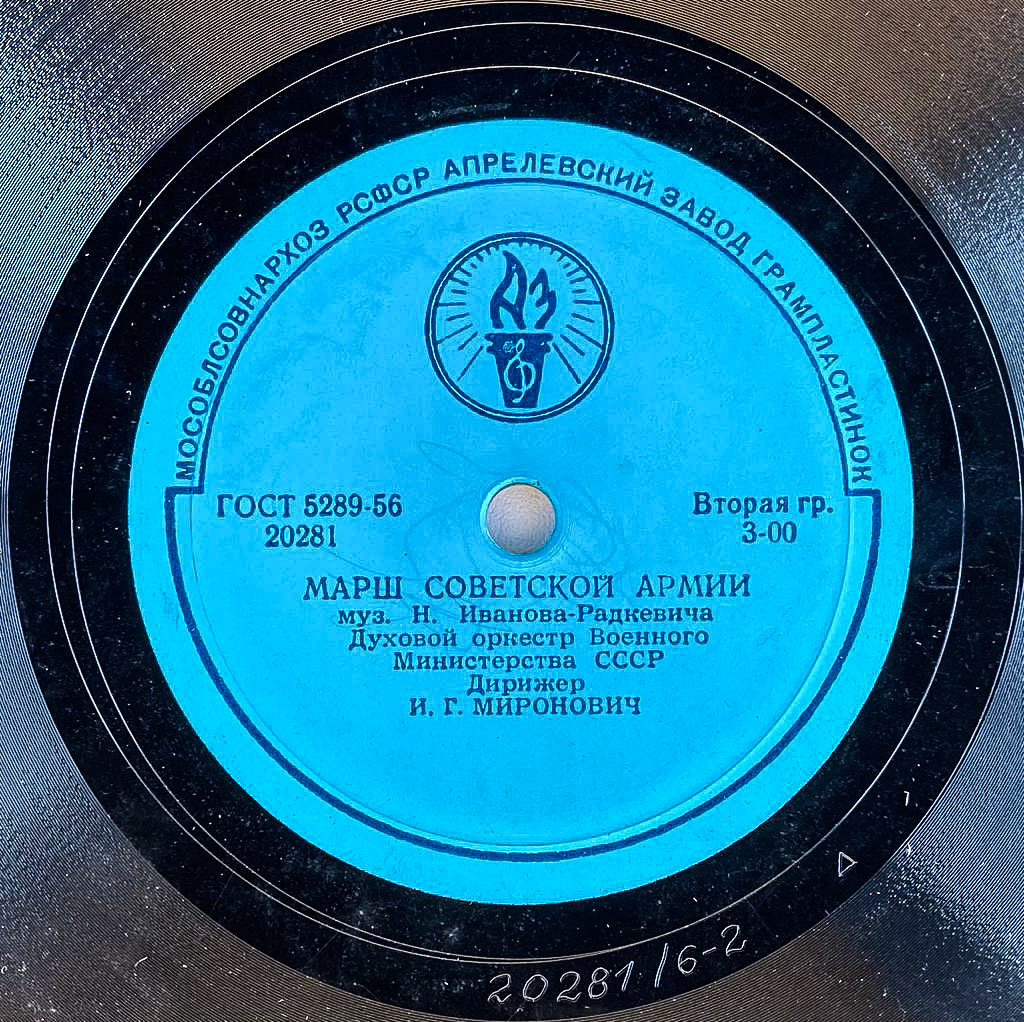 МОСОБЛСОВНАРХОЗ РСФСР АПРЕЛЕВСКИЙ ЗАВОД ГРАМПЛАСТИНОК
АЗ
ГОСТ 5289-56
20281
Вторая гр.
3-00
МАРШ СОВЕТСКОЙ АРМИИ
муз. Н. Иванова-Радкевича
Духовой оркестр Военного
Министерства СССР
Дирижер
И. Г. МИРОНОВИЧ
1
Δ
20281/6-2